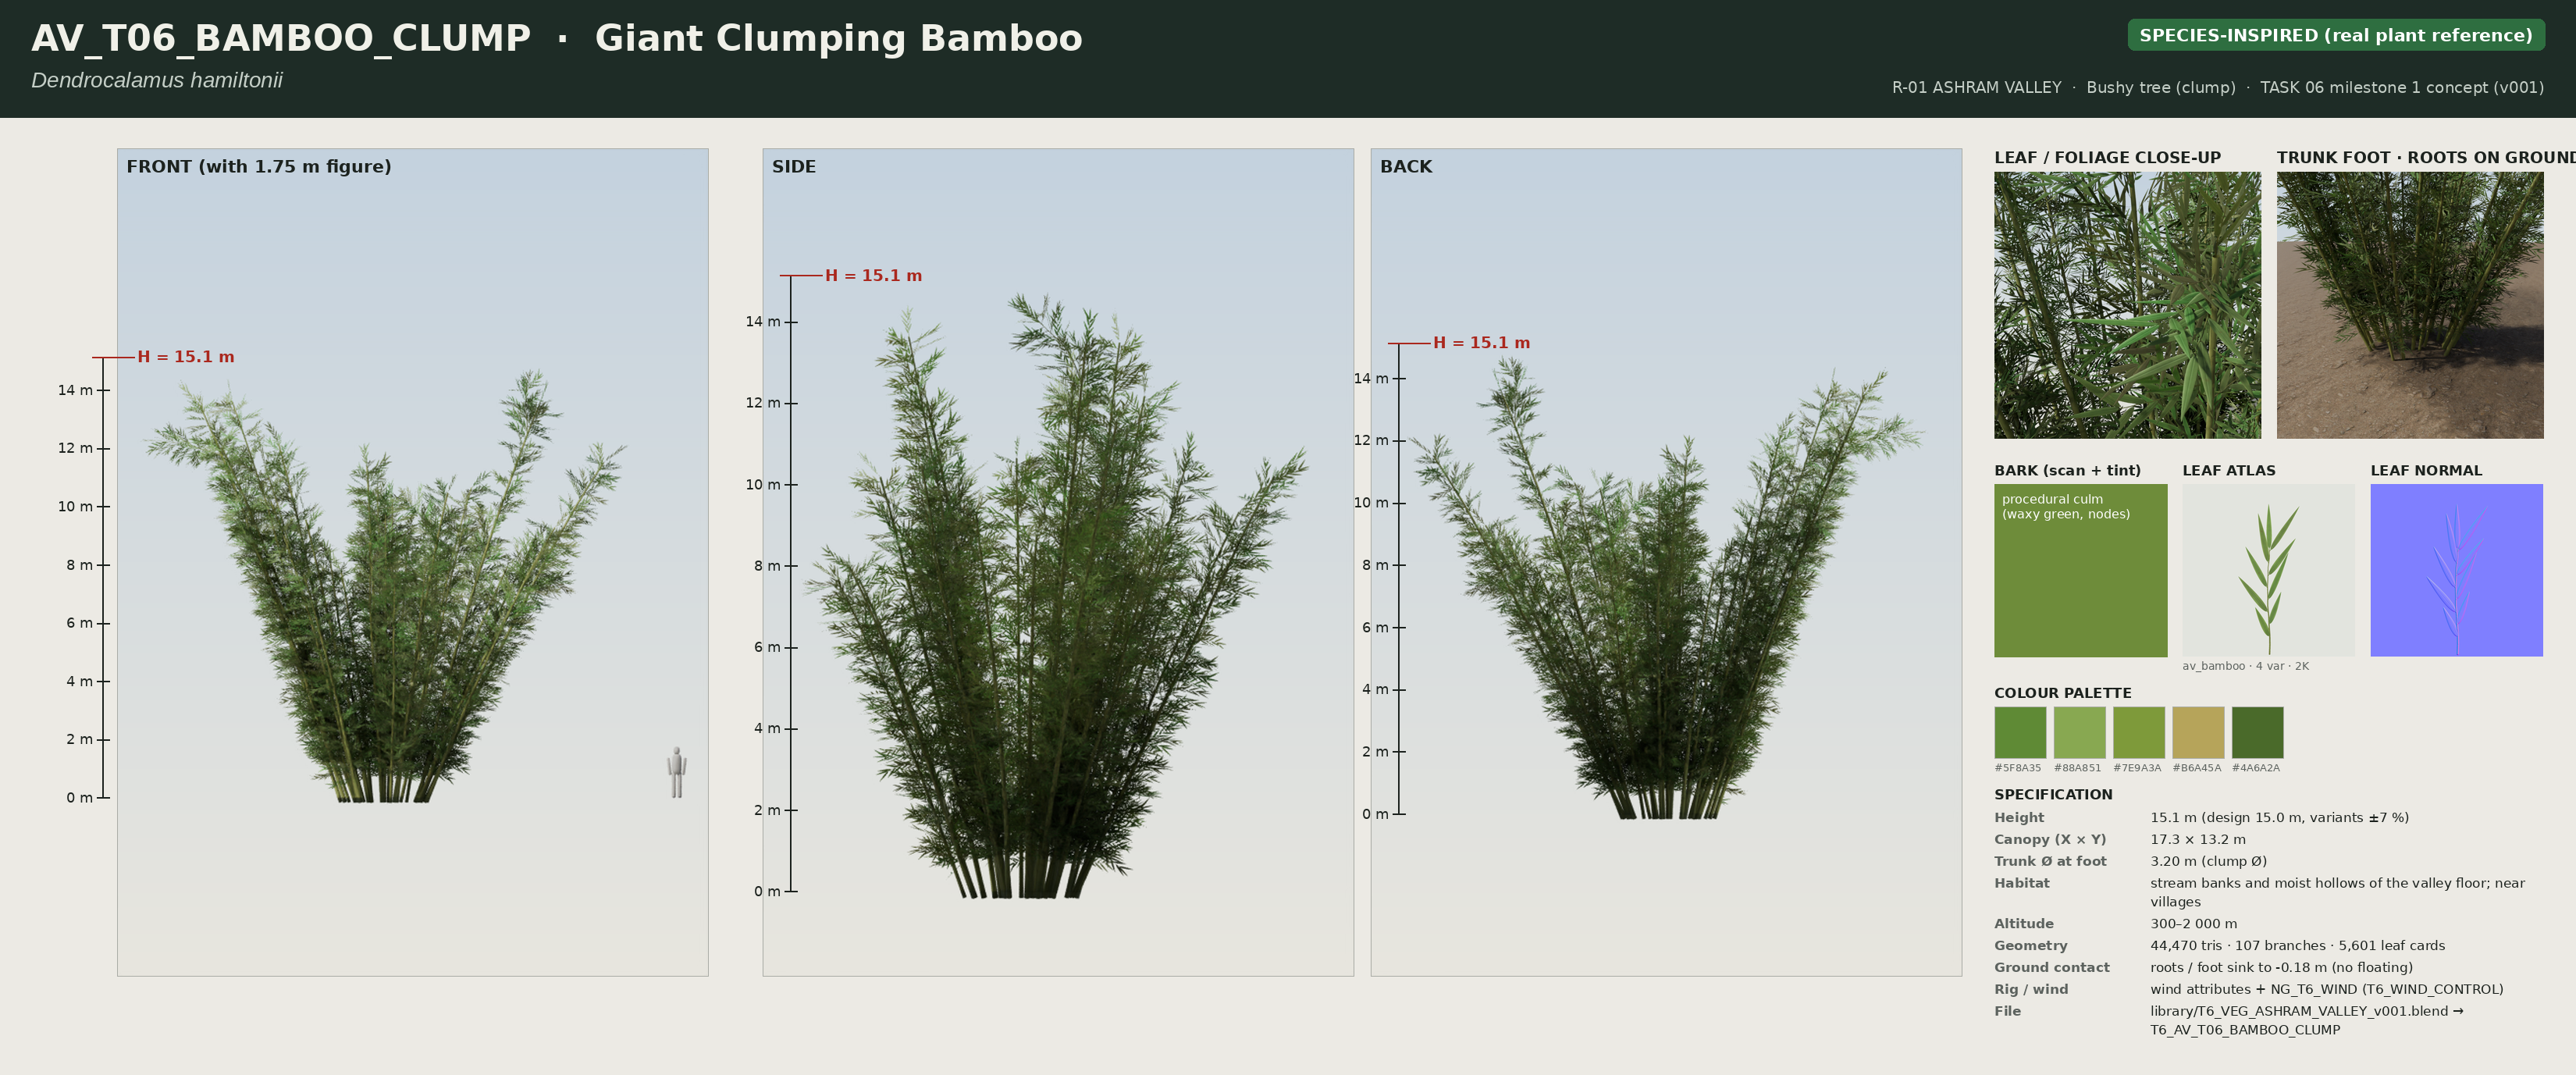 AV_T06_BAMBOO_CLUMP · Giant Clumping Bamboo
Dendrocalamus hamiltonii
SPECIES-INSPIRED (real plant reference)
R-01 ASHRAM VALLEY · Bushy tree (clump) · TASK 06 milestone 1 concept (v001)
FRONT (with 1.75 m figure)
H = 15.1 m
14 m
12 m
10 m
8 m
6 m
4 m
2 m
0 m
SIDE
H = 15.1 m
14 m
12 m
10 m
8 m
6 m
4 m
2 m
0 m
BACK
H = 15.1 m
14 m
12 m
10 m
8 m
6 m
4 m
2 m
0 m
LEAF / FOLIAGE CLOSE-UP
TRUNK FOOT · ROOTS ON GROUND
BARK (scan + tint)
procedural culm
(waxy green, nodes)
LEAF ATLAS
av_bamboo · 4 var · 2K
LEAF NORMAL
COLOUR PALETTE
#5F8A35 #88A851 #7E9A3A #B6A45A #4A6A2A
SPECIFICATION
Height 15.1 m (design 15.0 m, variants ±7 %)
Canopy (X × Y) 17.3 × 13.2 m
Trunk Ø at foot 3.20 m (clump Ø)
Habitat stream banks and moist hollows of the valley floor; near
villages
Altitude 300–2 000 m
Geometry 44,470 tris · 107 branches · 5,601 leaf cards
Ground contact roots / foot sink to -0.18 m (no floating)
Rig / wind wind attributes + NG_T6_WIND (T6_WIND_CONTROL)
File library/T6_VEG_ASHRAM_VALLEY_v001.blend →
T6_AV_T06_BAMBOO_CLUMP